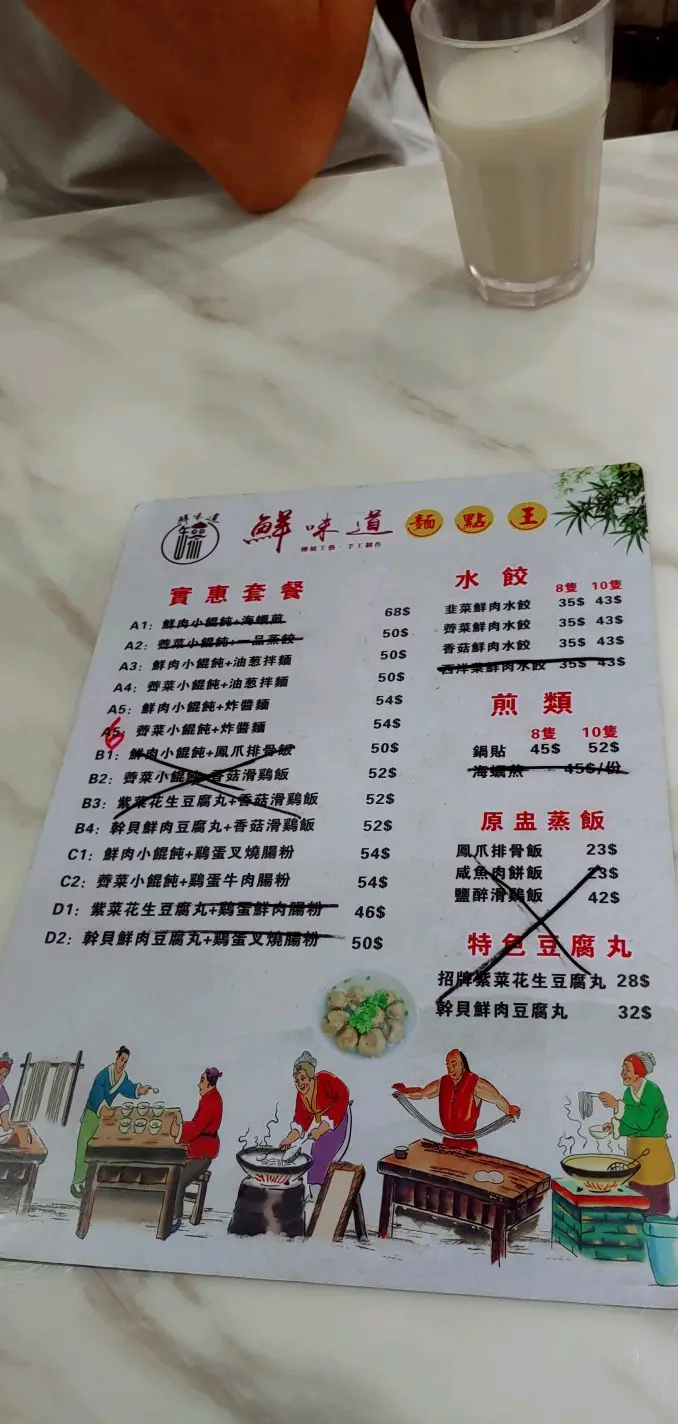 鮮味道
鮮味道 麵點王
傳統工藝·手工制作
實惠套餐
A1: 鮮肉小餛飩+海蠣煎 68$
A2: 薺菜小餛飩+一品蒸餃 50$
A3: 鮮肉小餛飩+油葱拌麵 50$
A4: 薺菜小餛飩+油葱拌麵 50$
A5: 鮮肉小餛飩+炸醬麵 54$
A6: 薺菜小餛飩+炸醬麵 54$
B1: 鮮肉小餛飩+鳳爪排骨飯 50$
B2: 薺菜小餛飩+香菇滑鷄飯 52$
B3: 紫菜花生豆腐丸+香菇滑鷄飯 52$
B4: 幹貝鮮肉豆腐丸+香菇滑鷄飯 52$
C1: 鮮肉小餛飩+鷄蛋叉燒腸粉 54$
C2: 薺菜小餛飩+鷄蛋牛肉腸粉 54$
D1: 紫菜花生豆腐丸+鷄蛋鮮肉腸粉 46$
D2: 幹貝鮮肉豆腐丸+鷄蛋叉燒腸粉 50$
水餃
8隻 10隻
韭菜鮮肉水餃 35$ 43$
薺菜鮮肉水餃 35$ 43$
香菇鮮肉水餃 35$ 43$
西洋菜鮮肉水餃 35$ 43$
煎類
8隻 10隻
鍋貼 45$ 52$
海蠣煎 45$/份
原盅蒸飯
鳳爪排骨飯 23$
咸魚肉餅飯 23$
鹽醉滑鷄飯 42$
特色豆腐丸
招牌紫菜花生豆腐丸 28$
幹貝鮮肉豆腐丸 32$